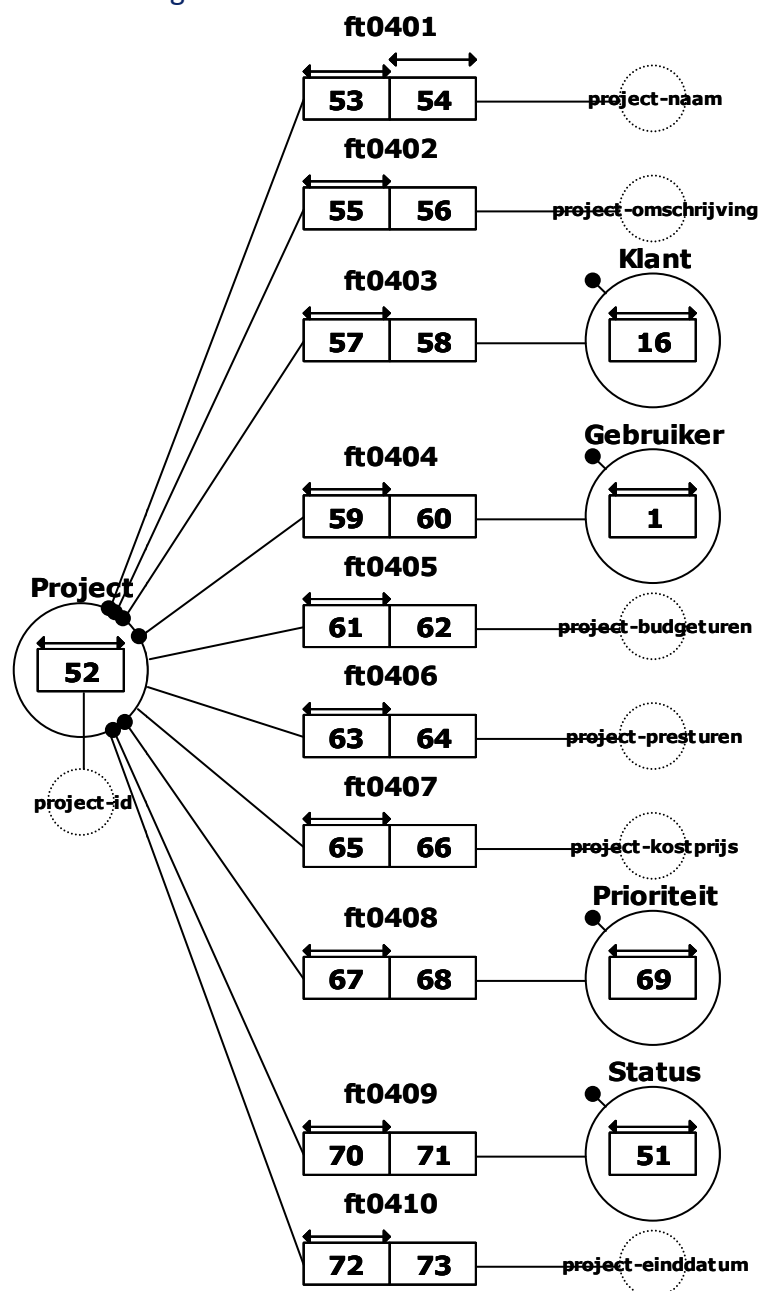 ft0401
53 54 project-naam
ft0402
55 56 project-omschrijving
Klant
ft0403
57 58 16
Gebruiker
ft0404
59 60 1
ft0405
Project
61 62 project-budgeturen
52
ft0406
63 64 project-presturen
ft0407
project-id
65 66 project-kostprijs
Prioriteit
ft0408
67 68 69
Status
ft0409
70 71 51
ft0410
72 73 project-einddatum